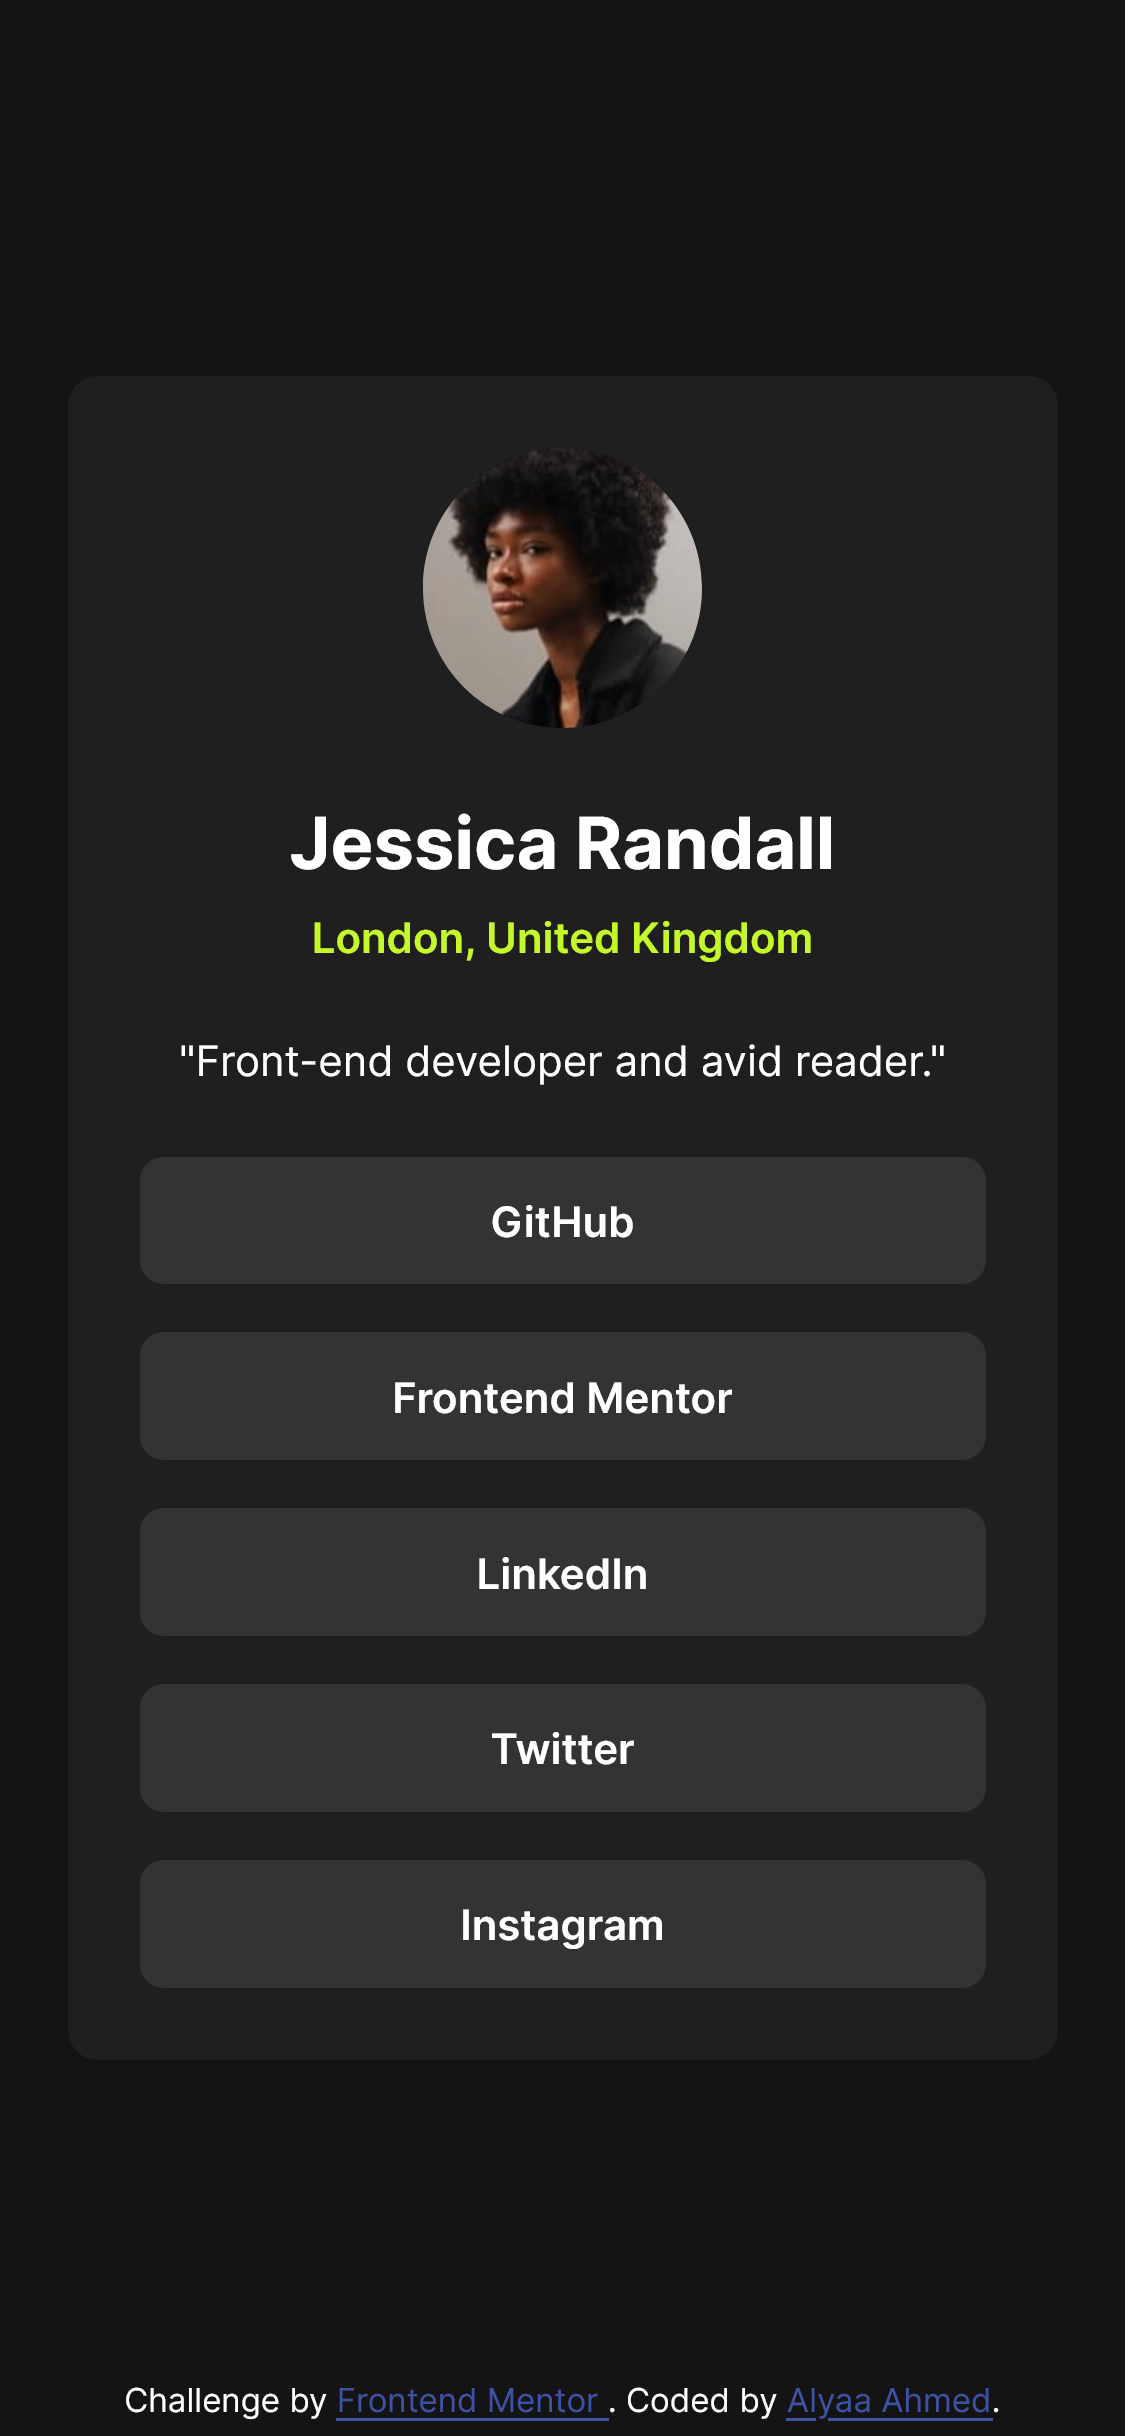 Jessica Randall
London, United Kingdom
"Front-end developer and avid reader."
GitHub
Frontend Mentor
LinkedIn
Twitter
Instagram
Challenge by Frontend Mentor . Coded by Alyaa Ahmed.